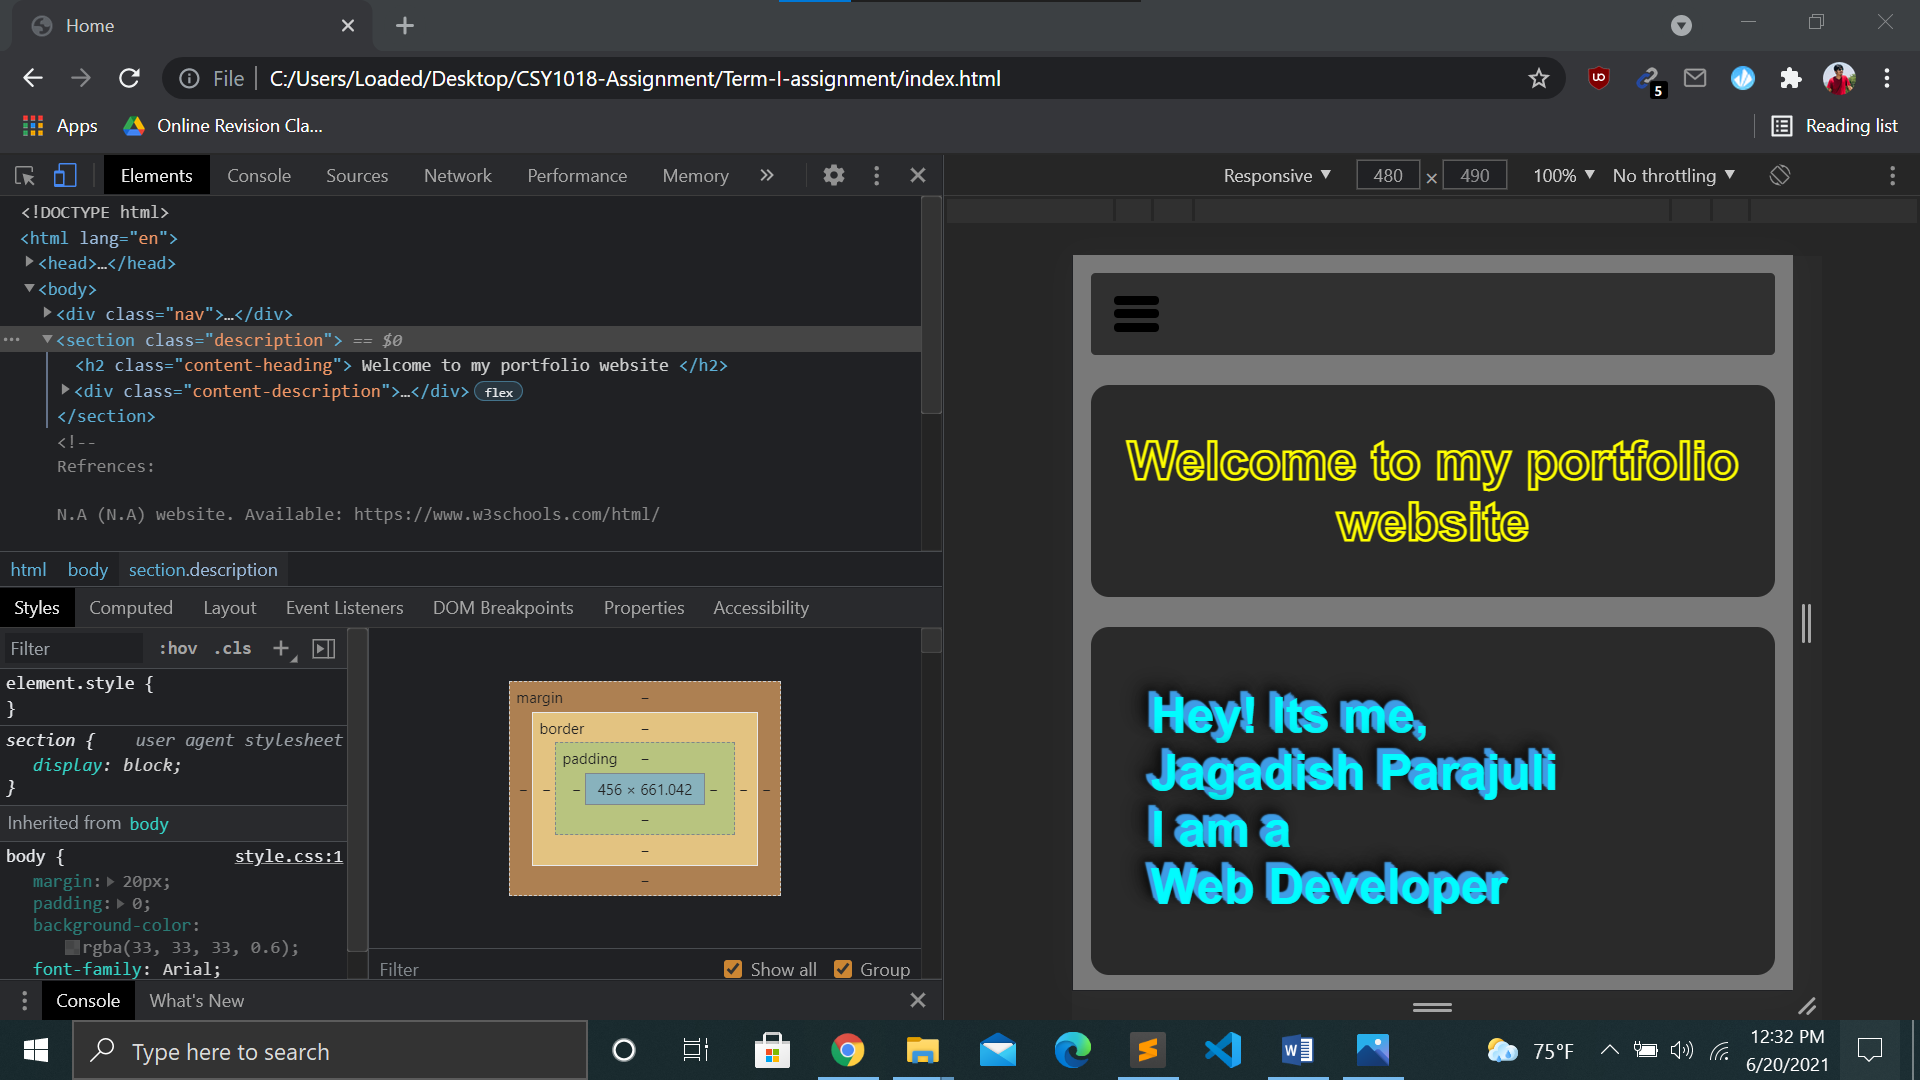 Home
File C:/Users/Loaded/Desktop/CSY1018-Assignment/Term-I-assignment/index.html
5
Apps Online Revision Cla... Reading list
Elements Console Sources Network Performance Memory »
Responsive 480 × 490 100% No throttling
<!DOCTYPE html>
<html lang="en">
<head>…</head>
<body>
<div class="nav">…</div>
<section class="description"> == $0
<h2 class="content-heading"> Welcome to my portfolio website </h2>
<div class="content-description">…</div> flex
</section>
<!--
Refrences:
N.A (N.A) website. Available: https://www.w3schools.com/html/
html body section.description
Styles Computed Layout Event Listeners DOM Breakpoints Properties Accessibility
Filter :hov .cls +
element.style {
}
section { user agent stylesheet
display: block;
}
Inherited from body
body { style.css:1
margin: 20px;
padding: 0;
background-color:
rgba(33, 33, 33, 0.6);
font-family: Arial;
margin –
border –
padding –
– – – 456 × 661.042 – – –
–
–
–
Filter Show all Group
Console What's New
Welcome to my portfolio
website
Hey! Its me,
Jagadish Parajuli
I am a
Web Developer
Type here to search
75°F
12:32 PM
6/20/2021